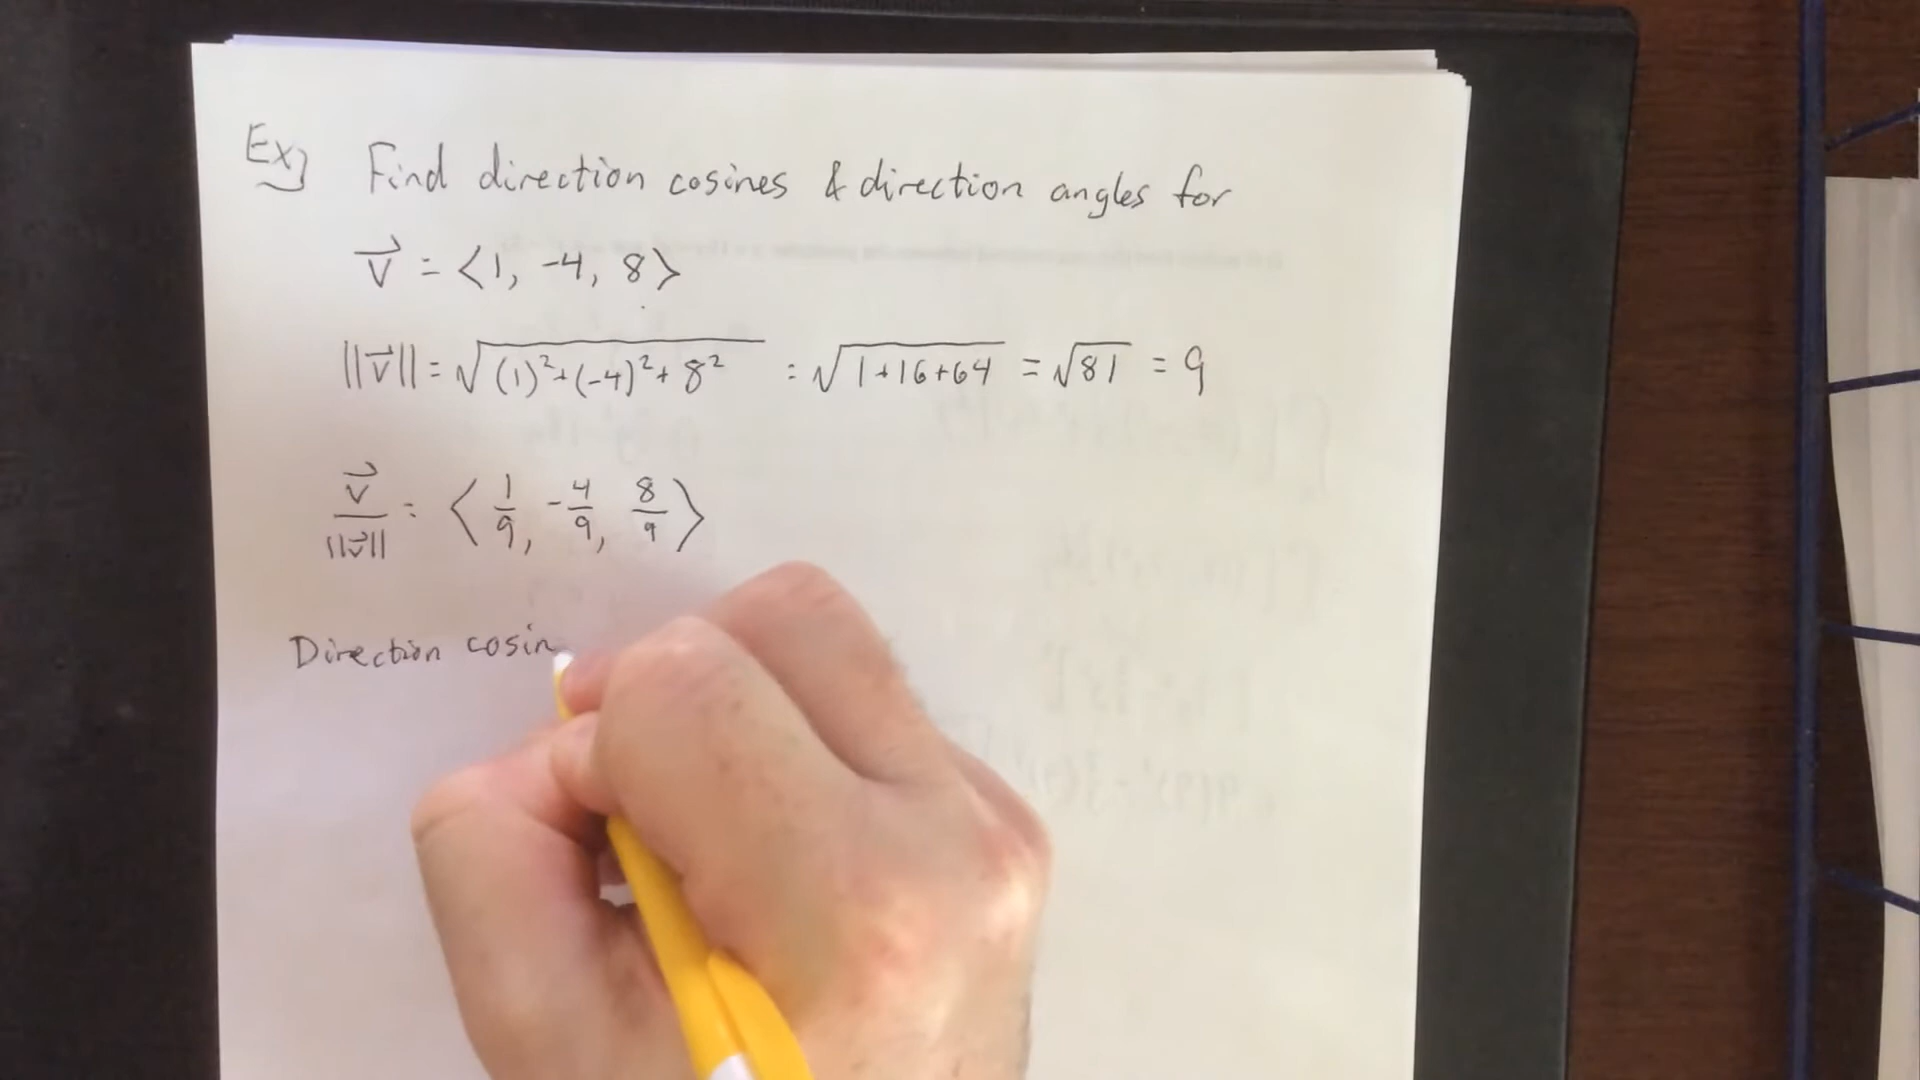 Ex) Find direction cosines & direction angles for
v⃗ = ⟨1, -4, 8⟩
||v⃗|| = √((1)²+(-4)²+8²) = √(1+16+64) = √81 = 9
v⃗/||v⃗|| = ⟨1/9, -4/9, 8/9⟩
Direction cosin